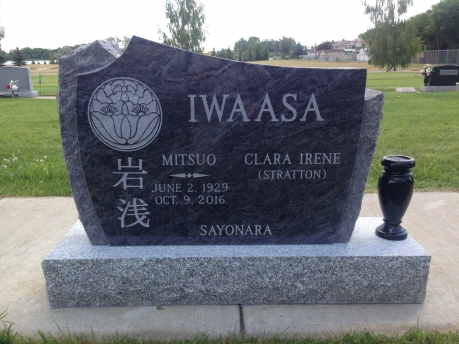 IWAASA
岩浅
MITSUO
JUNE 2, 1929
OCT. 9, 2016
CLARA IRENE
(STRATTON)
SAYONARA